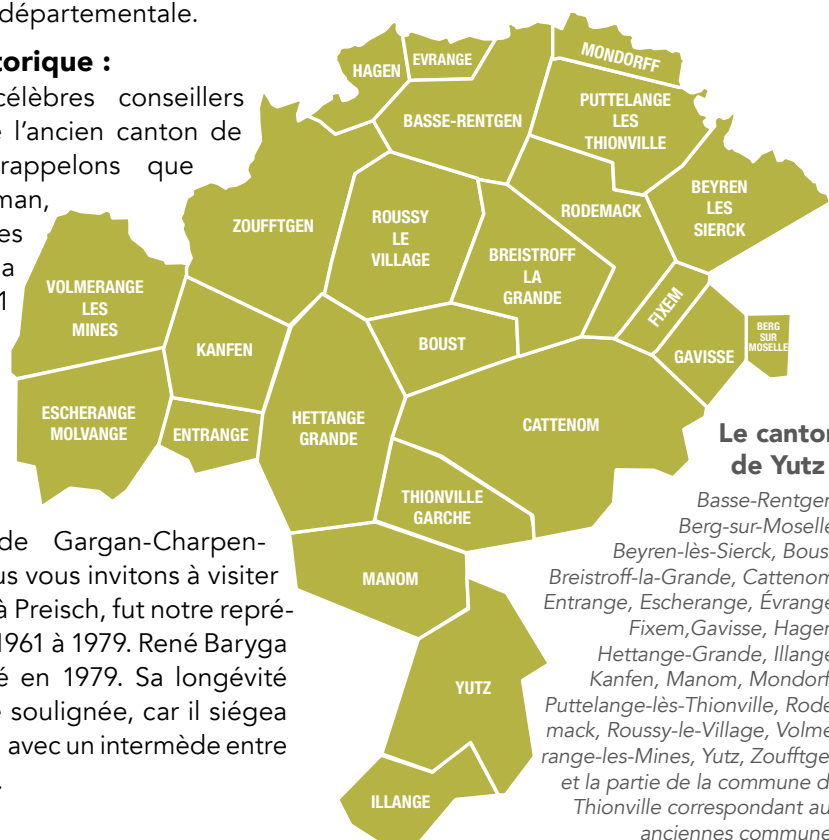 départementale.
torique :
célèbres conseillers
l'ancien canton de
rappelons que
man,
es
a
1
HAGEN
EVRANGE
MONDORFF
BASSE-RENTGEN
PUTTELANGE
LES
THIONVILLE
BEYREN
LES
SIERCK
ZOUFFTGEN
ROUSSY
LE
VILLAGE
RODEMACK
BREISTROFF
LA
GRANDE
VOLMERANGE
LES
MINES
FIXEM
BERG
SUR
MOSELLE
KANFEN
BOUST
GAVISSE
ESCHERANGE
MOLVANGE
ENTRANGE
HETTANGE
GRANDE
CATTENOM
THIONVILLE
GARCHE
MANOM
YUTZ
ILLANGE
de Gargan-Charpen-
us vous invitons à visiter
à Preisch, fut notre repré-
1961 à 1979. René Baryga
é en 1979. Sa longévité
e soulignée, car il siégea
avec un intermède entre
.
Le canton
de Yutz
Basse-Rentgen
Berg-sur-Moselle
Beyren-lès-Sierck, Boust
Breistroff-la-Grande, Cattenom,
Entrange, Escherange, Évrange,
Fixem,Gavisse, Hagen
Hettange-Grande, Illange
Kanfen, Manom, Mondorff
Puttelange-lès-Thionville, Rode-
mack, Roussy-le-Village, Volme
range-les-Mines, Yutz, Zoufftge
et la partie de la commune d
Thionville correspondant au
anciennes commune